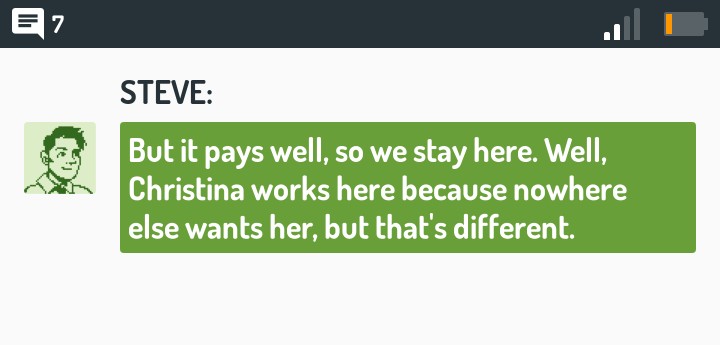 7
STEVE:
But it pays well, so we stay here. Well,
Christina works here because nowhere
else wants her, but that's different.